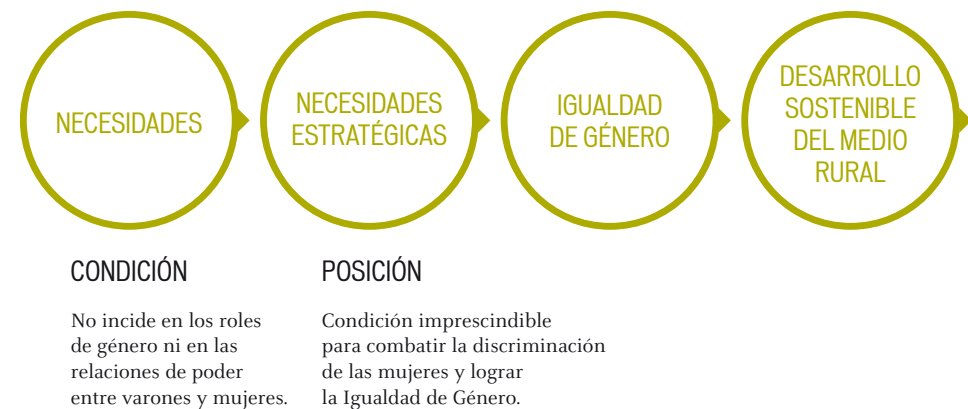 NECESIDADES
NECESIDADES
ESTRATÉGICAS
IGUALDAD
DE GÉNERO
DESARROLLO
SOSTENIBLE
DEL MEDIO
RURAL
CONDICIÓN
No incide en los roles
de género ni en las
relaciones de poder
entre varones y mujeres.
POSICIÓN
Condición imprescindible
para combatir la discriminación
de las mujeres y lograr
la Igualdad de Género.